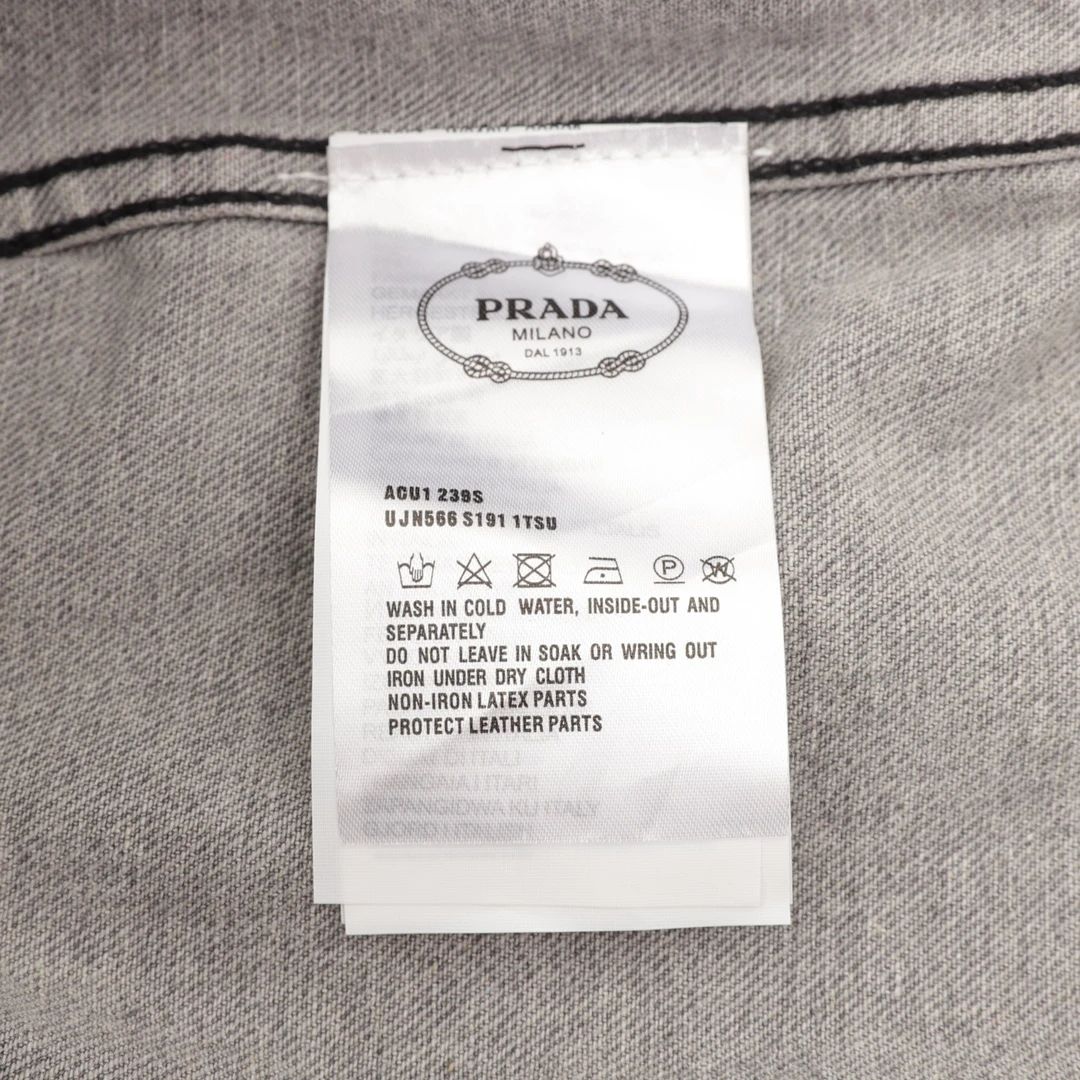 PRADA
MILANO
DAL 1913
ACU1 239S
UJN566 S191 1TSU
P
W
WASH IN COLD WATER, INSIDE-OUT AND
SEPARATELY
DO NOT LEAVE IN SOAK OR WRING OUT
IRON UNDER DRY CLOTH
NON-IRON LATEX PARTS
PROTECT LEATHER PARTS